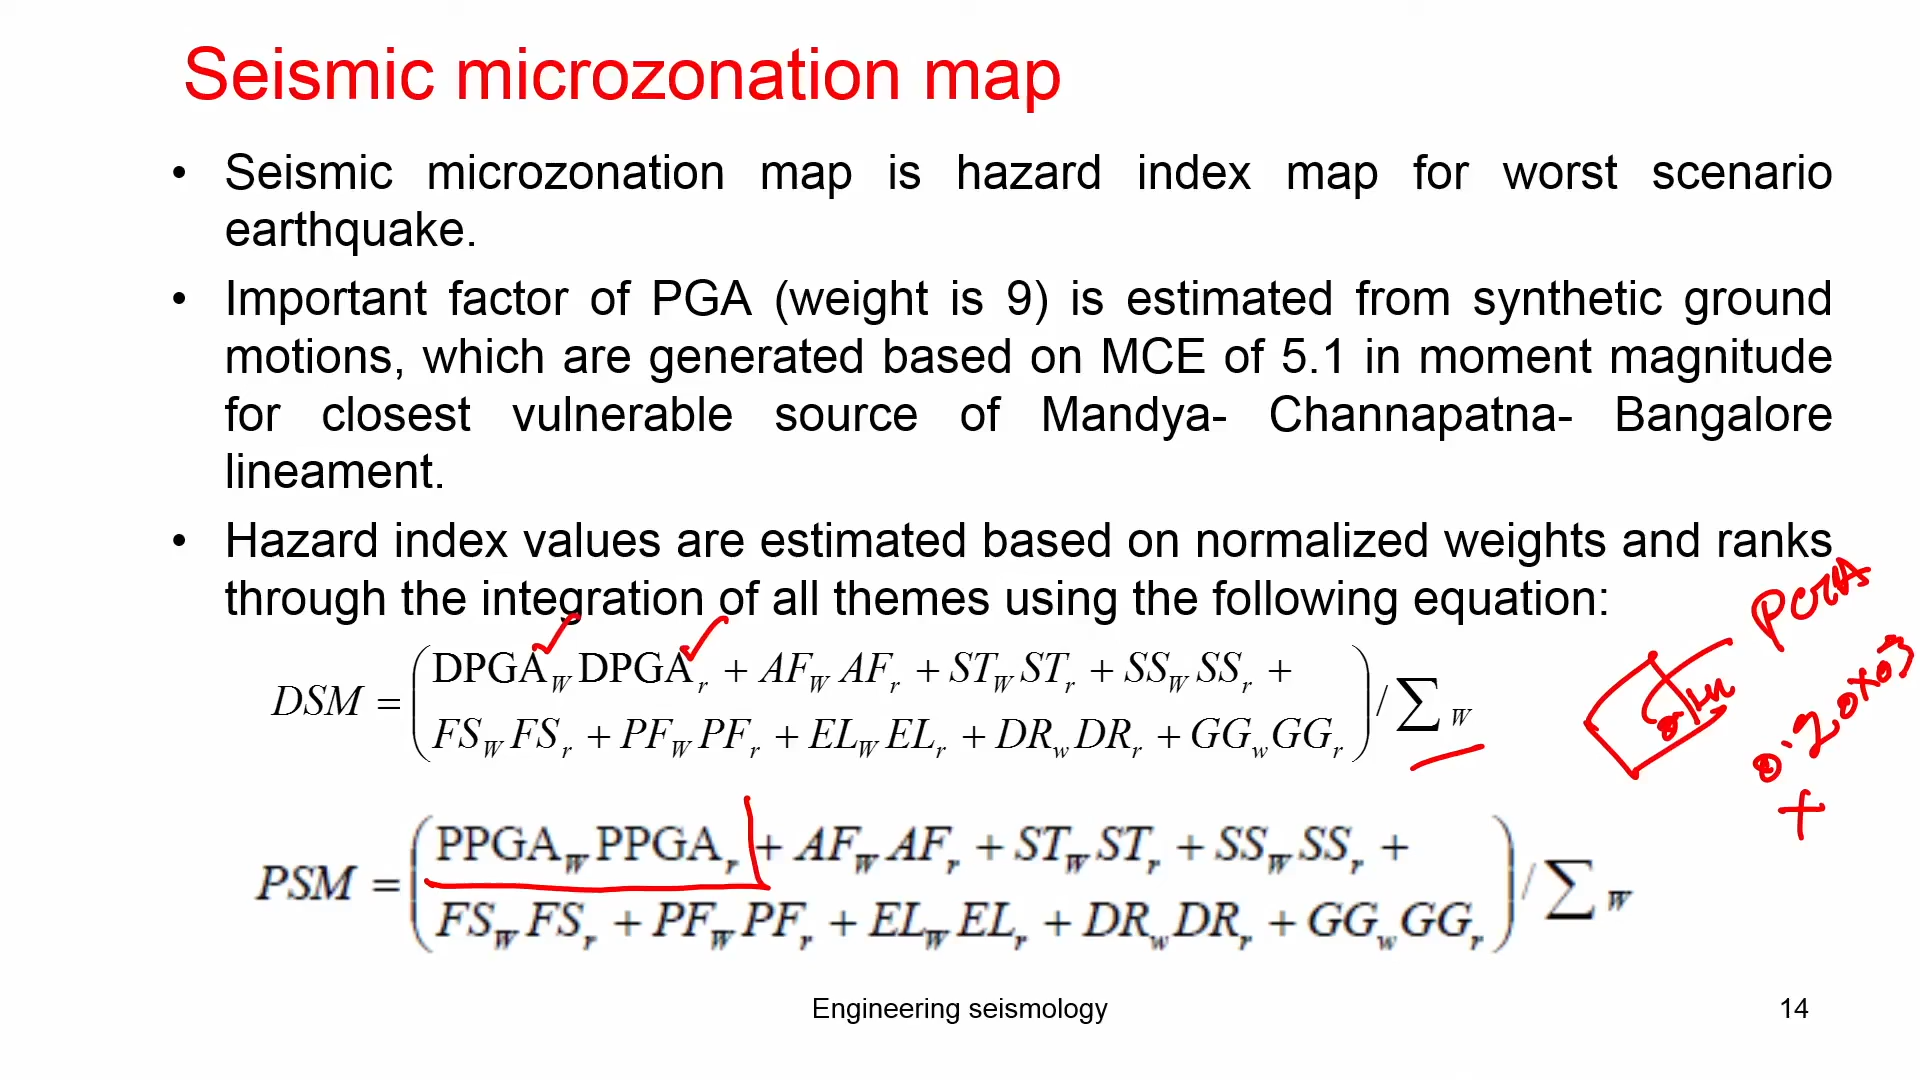 Seismic microzonation map
• Seismic microzonation map is hazard index map for worst scenario
earthquake.
• Important factor of PGA (weight is 9) is estimated from synthetic ground
motions, which are generated based on MCE of 5.1 in moment magnitude
for closest vulnerable source of Mandya- Channapatna- Bangalore
lineament.
• Hazard index values are estimated based on normalized weights and ranks
through the integration of all themes using the following equation:
DSM = (DPGA_W DPGA_r + AF_W AF_r + ST_W ST_r + SS_W SS_r +
FS_W FS_r + PF_W PF_r + EL_W EL_r + DR_w DR_r + GG_w GG_r) / ∑_W
PSM = (PPGA_W PPGA_r + AF_W AF_r + ST_W ST_r + SS_W SS_r +
FS_W FS_r + PF_W PF_r + EL_W EL_r + DR_w DR_r + GG_w GG_r) / ∑_W
PGA
+
Engineering seismology
14